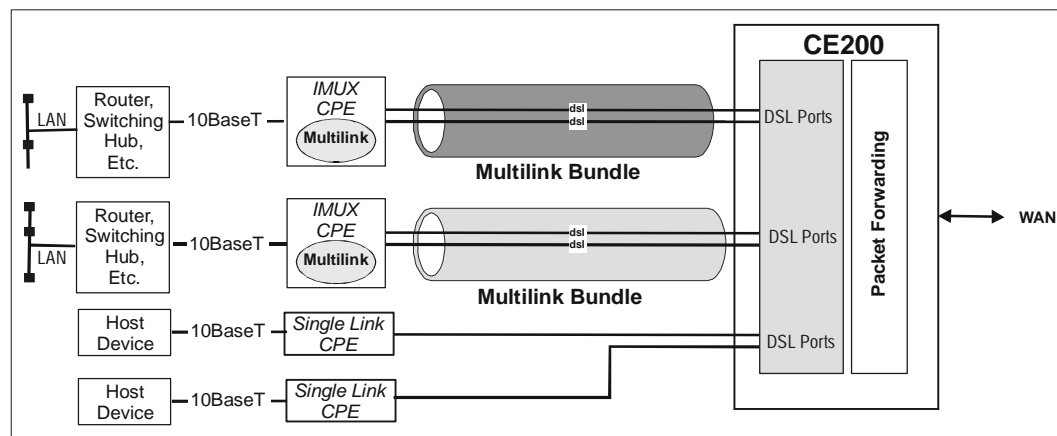 CE200
IMUX
CPE
Multilink
Router,
Switching
Hub,
Etc.
LAN
10BaseT
dsl
dsl
DSL Ports
Multilink Bundle
Router,
Switching
Hub,
Etc.
LAN
10BaseT
IMUX
CPE
Multilink
dsl
dsl
DSL Ports
Multilink Bundle
Packet Forwarding
WAN
Host
Device
10BaseT
Single Link
CPE
DSL Ports
Host
Device
10BaseT
Single Link
CPE